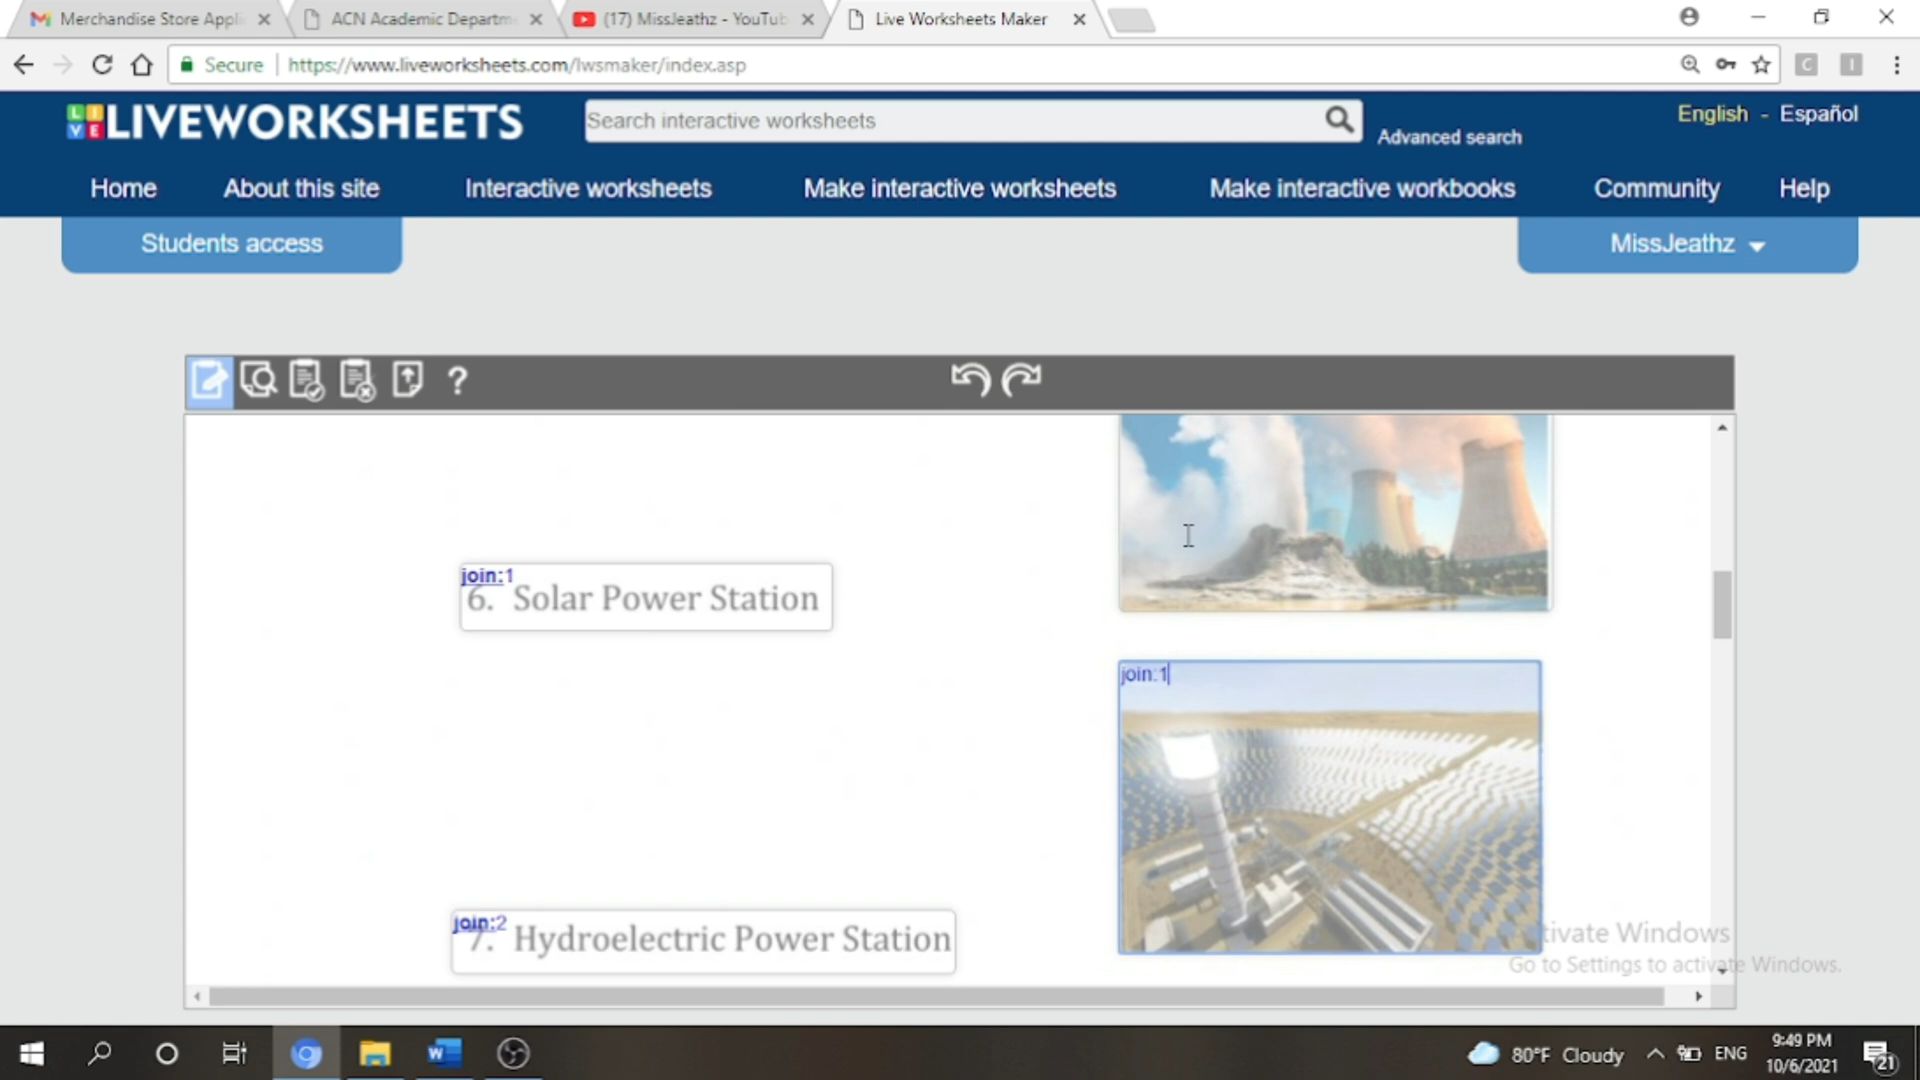 Merchandise Store Appli
ACN Academic Departm
(17) MissJeathz - YouTub
Live Worksheets Maker
Secure
https://www.liveworksheets.com/lwsmaker/index.asp
C
I
LIVE
LIVEWORKSHEETS
Search interactive worksheets
Advanced search
English - Español
Home
About this site
Interactive worksheets
Make interactive worksheets
Make interactive workbooks
Community
Help
Students access
MissJeathz
?
join:1
6. Solar Power Station
join:1
join:2
7. Hydroelectric Power Station
tivate Windows
Go to Settings to activate Windows.
80°F Cloudy
ENG
9:49 PM
10/6/2021
21